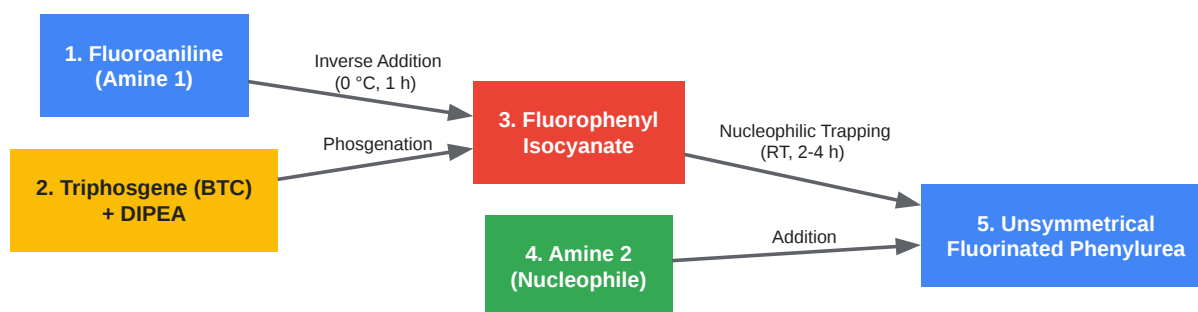 1. Fluoroaniline
(Amine 1)
Inverse Addition
(0 °C, 1 h)
Phosgenation
2. Triphosgene (BTC)
+ DIPEA
3. Fluorophenyl
Isocyanate
Nucleophilic Trapping
(RT, 2-4 h)
4. Amine 2
(Nucleophile)
Addition
5. Unsymmetrical
Fluorinated Phenylurea